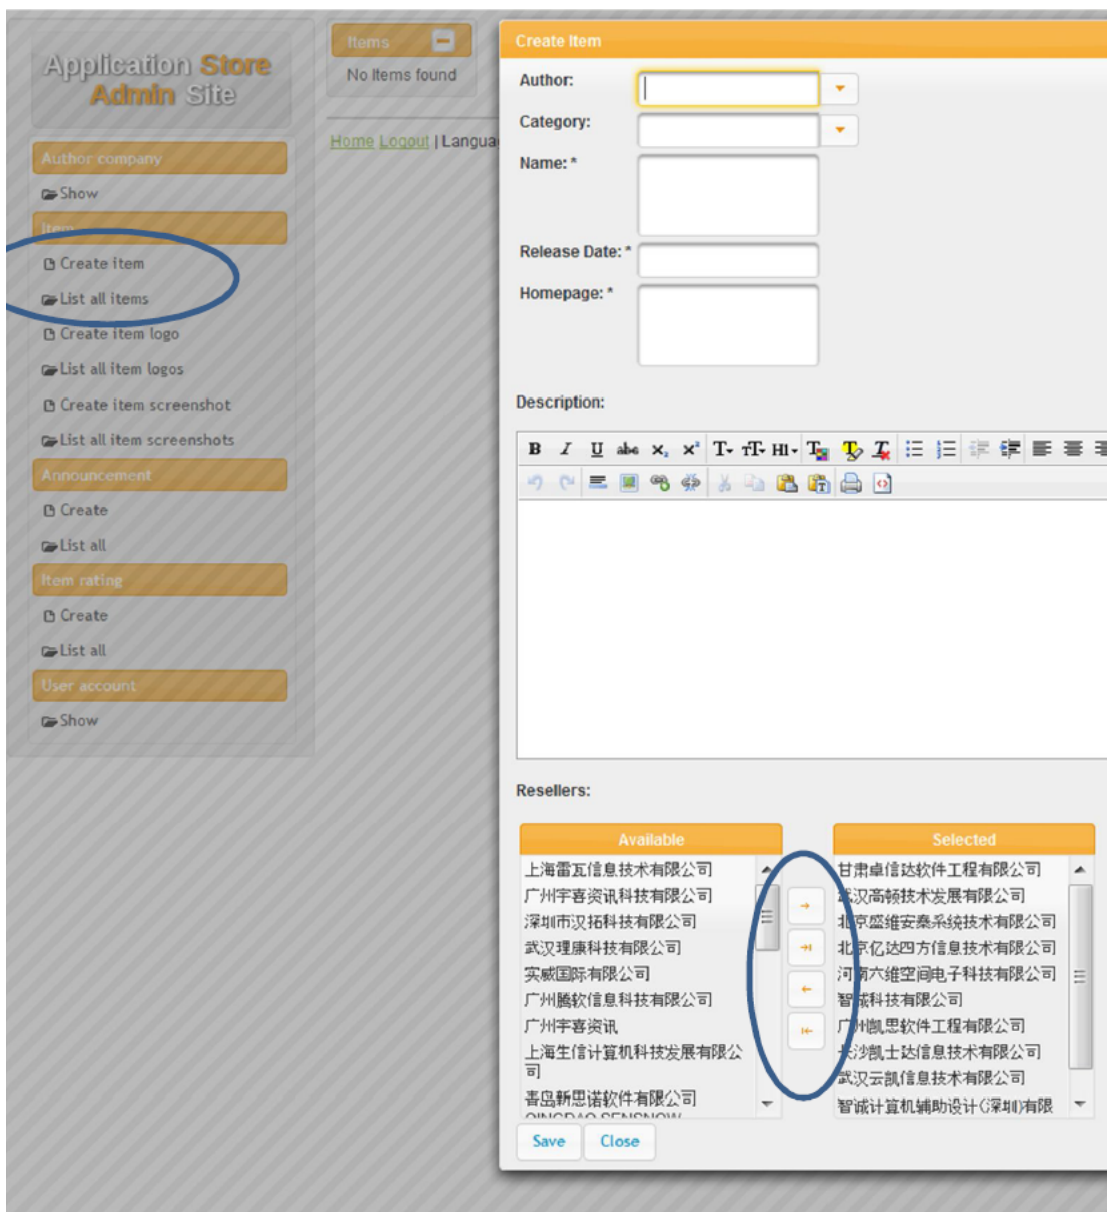 Application Store
Admin Site
Author company
Show
Item
Create item
List all items
Create item logo
List all item logos
Create item screenshot
List all item screenshots
Announcement
Create
List all
Item rating
Create
List all
User account
Show
Items
No Items found
Home Logout | Langua
Create Item
Author:
Category:
Name: *
Release Date: *
Homepage: *
Description:
Resellers:
Available
上海雷瓦信息技术有限公司
广州宇喜资讯科技有限公司
深圳市汉拓科技有限公司
武汉理康科技有限公司
实威国际有限公司
广州腾软信息科技有限公司
广州宇喜资讯
上海生信计算机科技发展有限公
司
青岛新思诺软件有限公司
QINGDAO SENSNOW
Selected
甘肃卓信达软件工程有限公司
武汉高顿技术发展有限公司
北京盛维安泰系统技术有限公司
北京亿达四方信息技术有限公司
河南六维空间电子科技有限公司
智诚科技有限公司
广州凯思软件工程有限公司
长沙凯士达信息技术有限公司
武汉云凯信息技术有限公司
智诚计算机辅助设计(深圳)有限
Save
Close